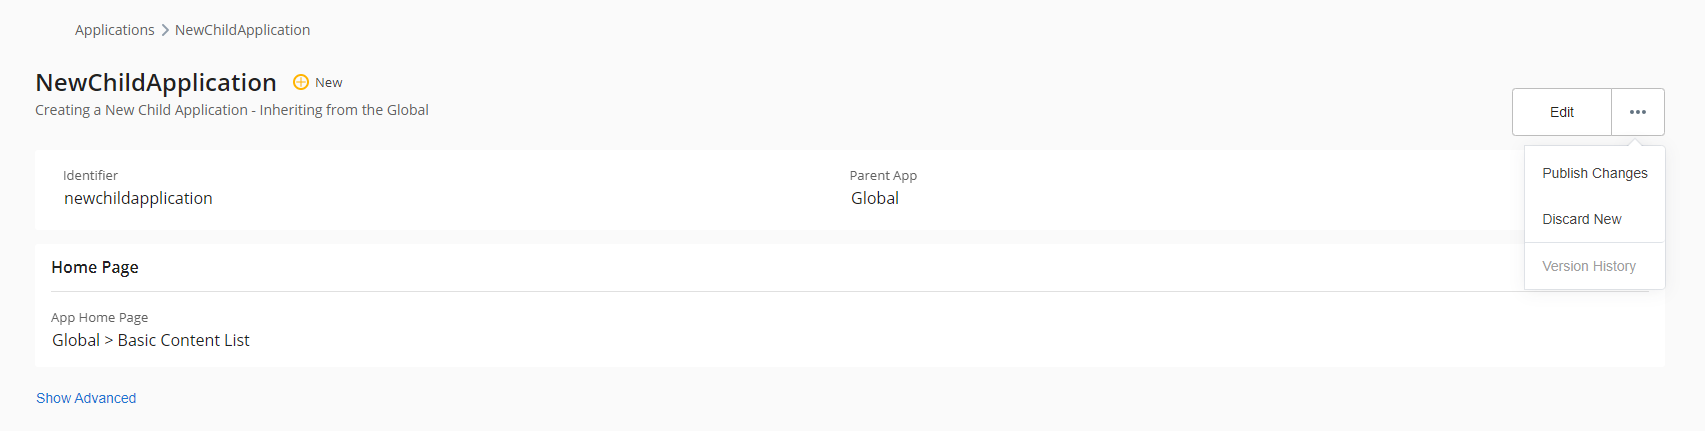 Applications > NewChildApplication
NewChildApplication New
Creating a New Child Application - Inheriting from the Global
Edit
Identifier
newchildapplication
Parent App
Global
Publish Changes
Discard New
Version History
Home Page
App Home Page
Global > Basic Content List
Show Advanced